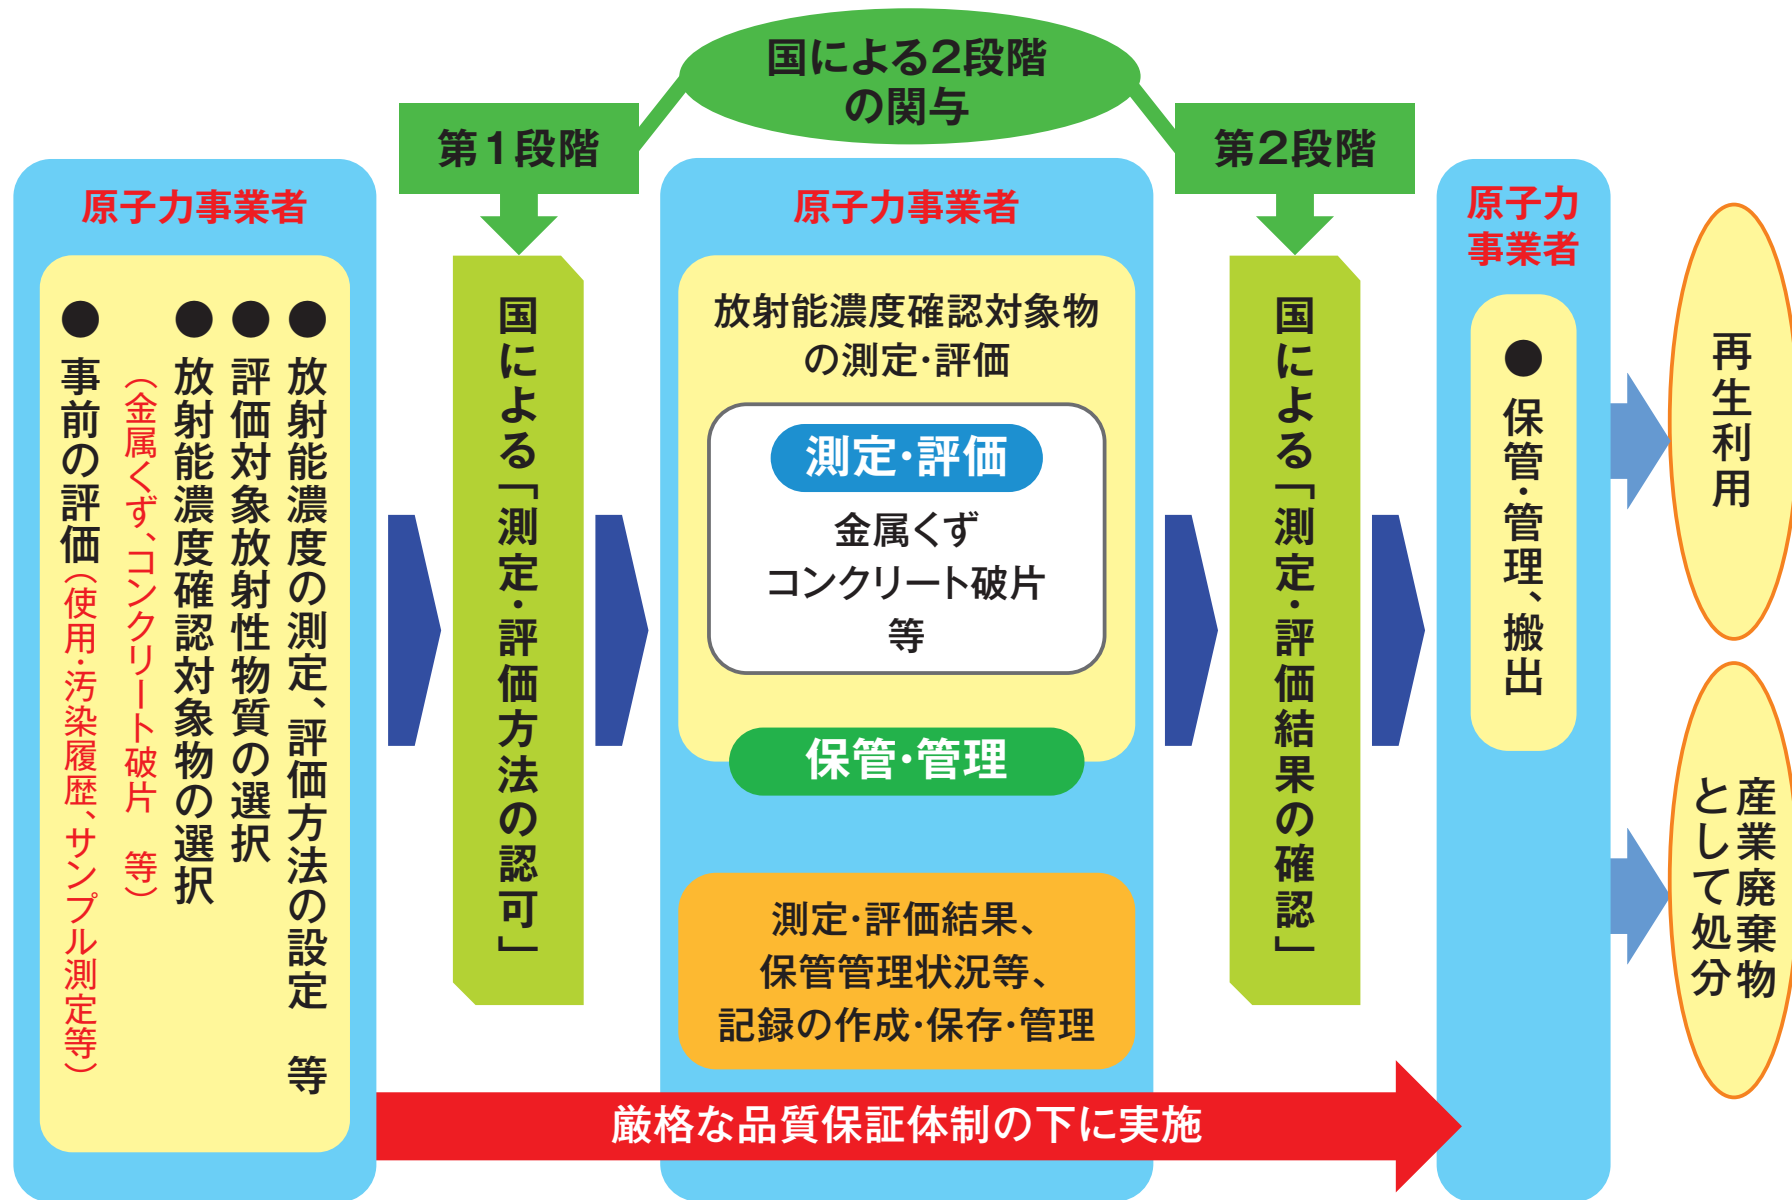 国による2段階
の関与
第1段階
第2段階
原子力事業者
●放射能濃度の測定、評価方法の設定　等
●評価対象放射性物質の選択
●放射能濃度確認対象物の選択
（金属くず、コンクリート破片　等）
●事前の評価（使用・汚染履歴、サンプル測定等）
国による「測定・評価方法の認可」
原子力事業者
放射能濃度確認対象物
の測定・評価
測定・評価
金属くず
コンクリート破片
等
保管・管理
測定・評価結果、
保管管理状況等、
記録の作成・保存・管理
国による「測定・評価結果の確認」
原子力
事業者
●保管・管理、搬出
再生利用
産業廃棄物
として処分
厳格な品質保証体制の下に実施